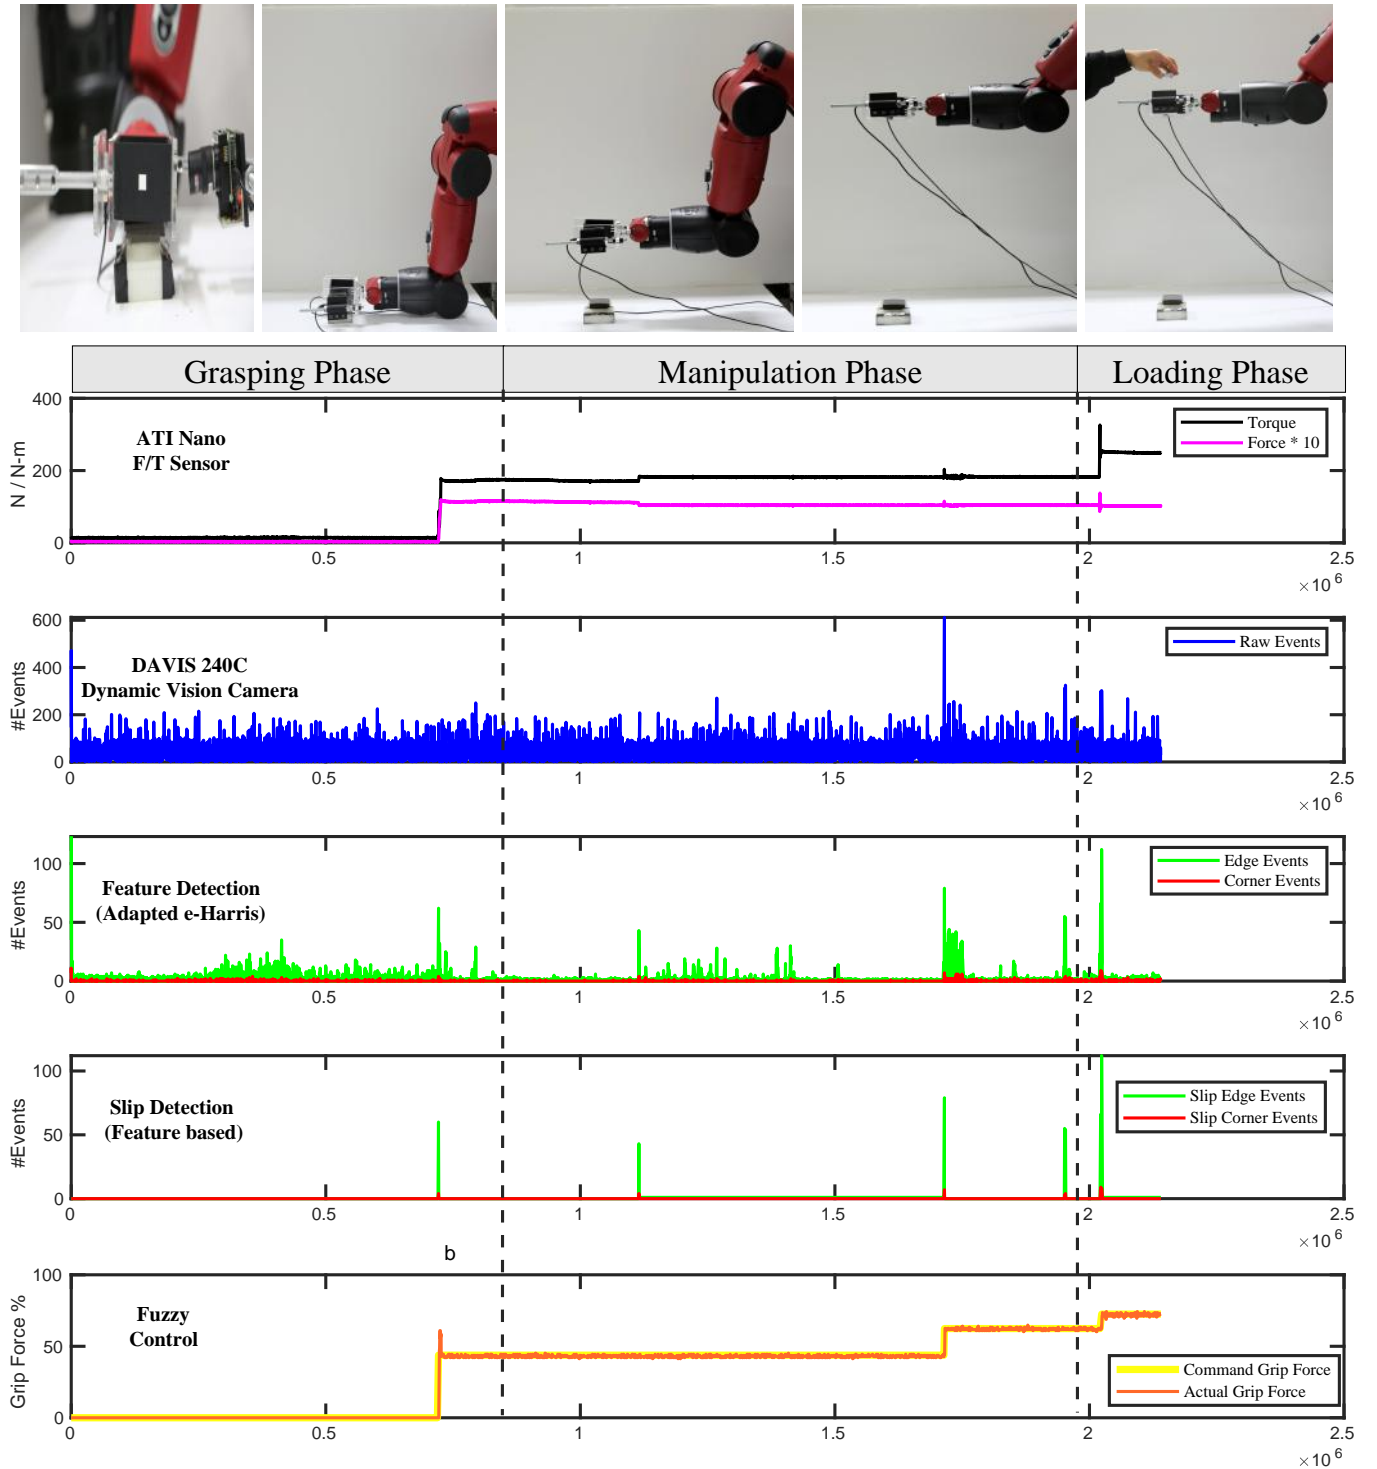 Grasping Phase
Manipulation Phase
Loading Phase
400
200
0
N / N-m
ATI Nano
F/T Sensor
Torque
Force * 10
0 0.5 1 1.5 2 2.5
×10 6
600
400
200
0
#Events
DAVIS 240C
Dynamic Vision Camera
Raw Events
0 0.5 1 1.5 2 2.5
×10 6
100
50
0
#Events
Feature Detection
(Adapted e-Harris)
Edge Events
Corner Events
0 0.5 1 1.5 2 2.5
×10 6
100
50
0
#Events
Slip Detection
(Feature based)
Slip Edge Events
Slip Corner Events
0 0.5 1 1.5 2 2.5
×10 6
b
100
50
0
Grip Force %
Fuzzy
Control
Command Grip Force
Actual Grip Force
0 0.5 1 1.5 2 2.5
×10 6